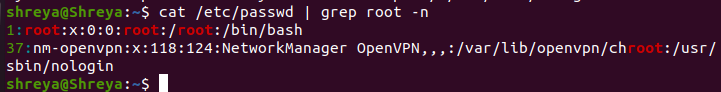 shreya@Shreya:~$ cat /etc/passwd | grep root -n
1:root:x:0:0:root:/root:/bin/bash
37:nm-openvpn:x:118:124:NetworkManager OpenVPN,,,:/var/lib/openvpn/chroot:/usr/
sbin/nologin
shreya@Shreya:~$